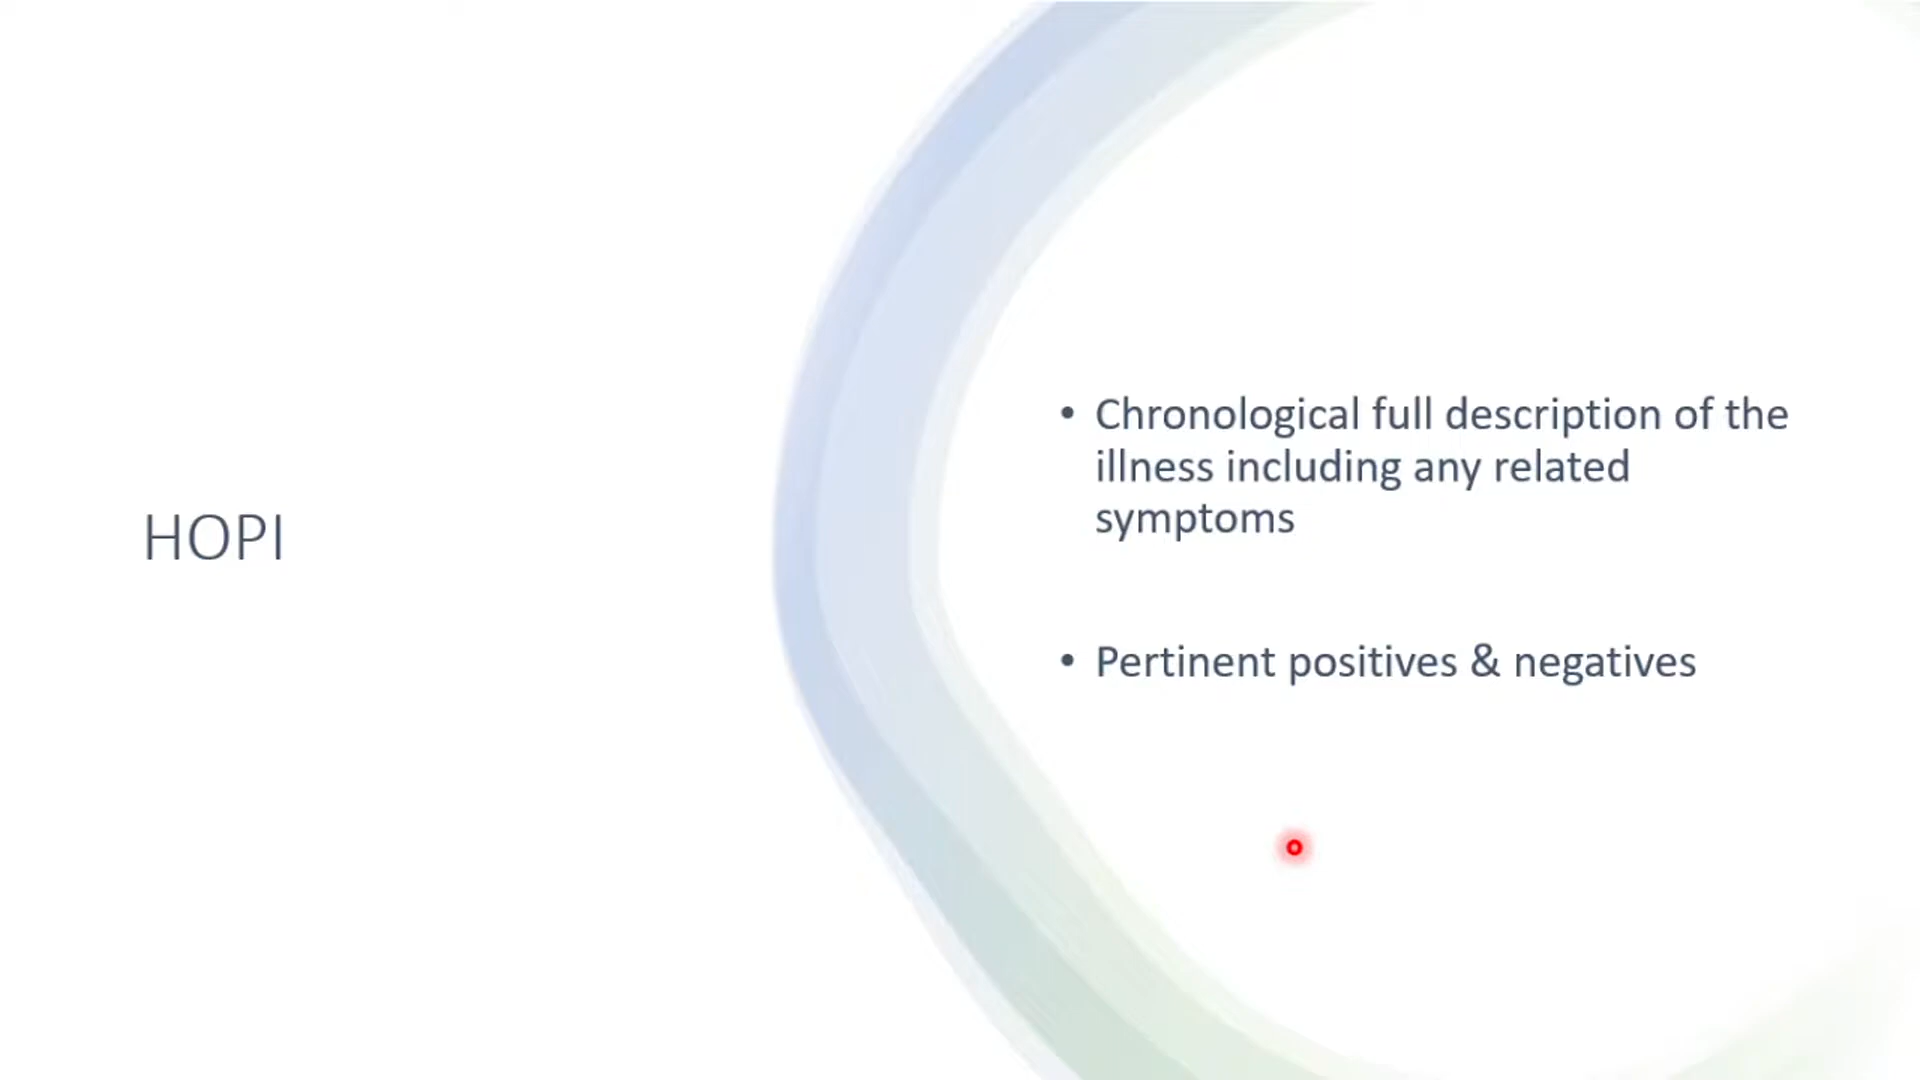 HOPI
• Chronological full description of the
illness including any related
symptoms
• Pertinent positives & negatives